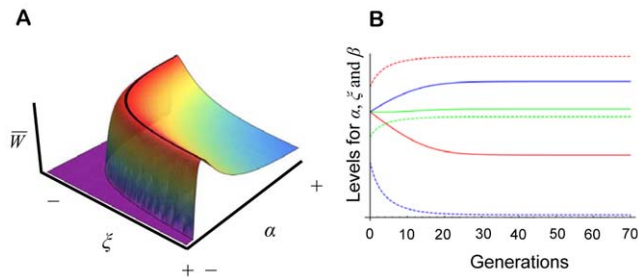 A
W̅
−
ξ
+
−
α
+
B
Levels for α, ξ and β
0 10 20 30 40 50 60 70
Generations